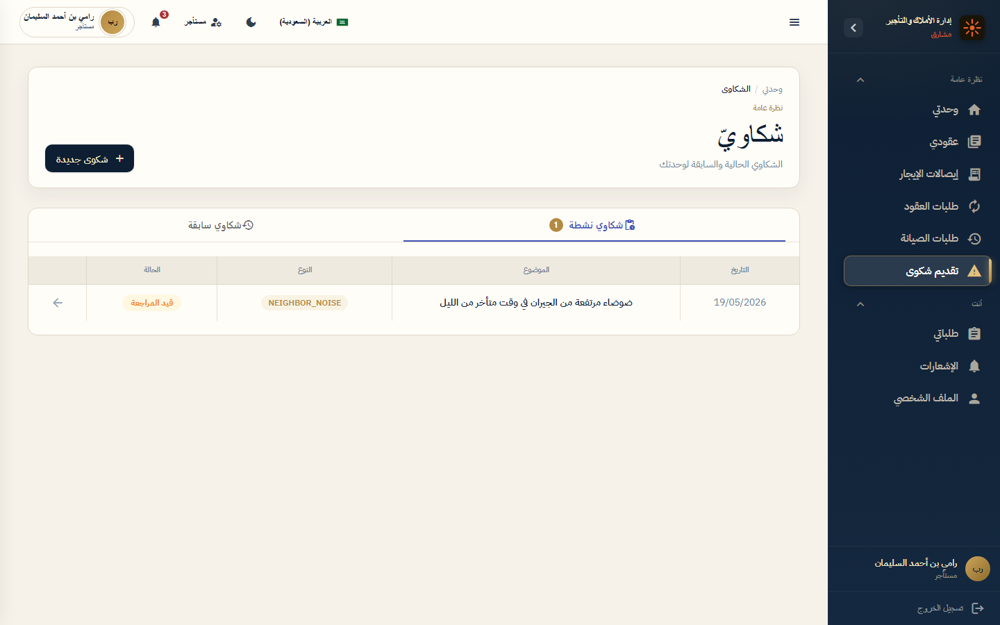 إدارة الأملاك والتأجير
مشارق
نظرة عامة
وحدتي
عقودي
إيصالات الإيجار
طلبات العقود
طلبات الصيانة
تقديم شكوى
أنت
طلباتي
الإشعارات
الملف الشخصي
رب
رامي بن أحمد السليمان
مستأجر
تسجيل الخروج
العربية (السعودية)
مستأجر
3
رب
رامي بن أحمد السليمان
مستأجر
وحدتي / الشكاوى
نظرة عامة
شكاويّ
الشكاوى الحالية والسابقة لوحدتك
شكوى جديدة
شكاوي نشطة 1
شكاوي سابقة
التاريخ الموضوع النوع الحالة
19/05/2026 ضوضاء مرتفعة من الجيران في وقت متأخر من الليل NEIGHBOR_NOISE قيد المراجعة